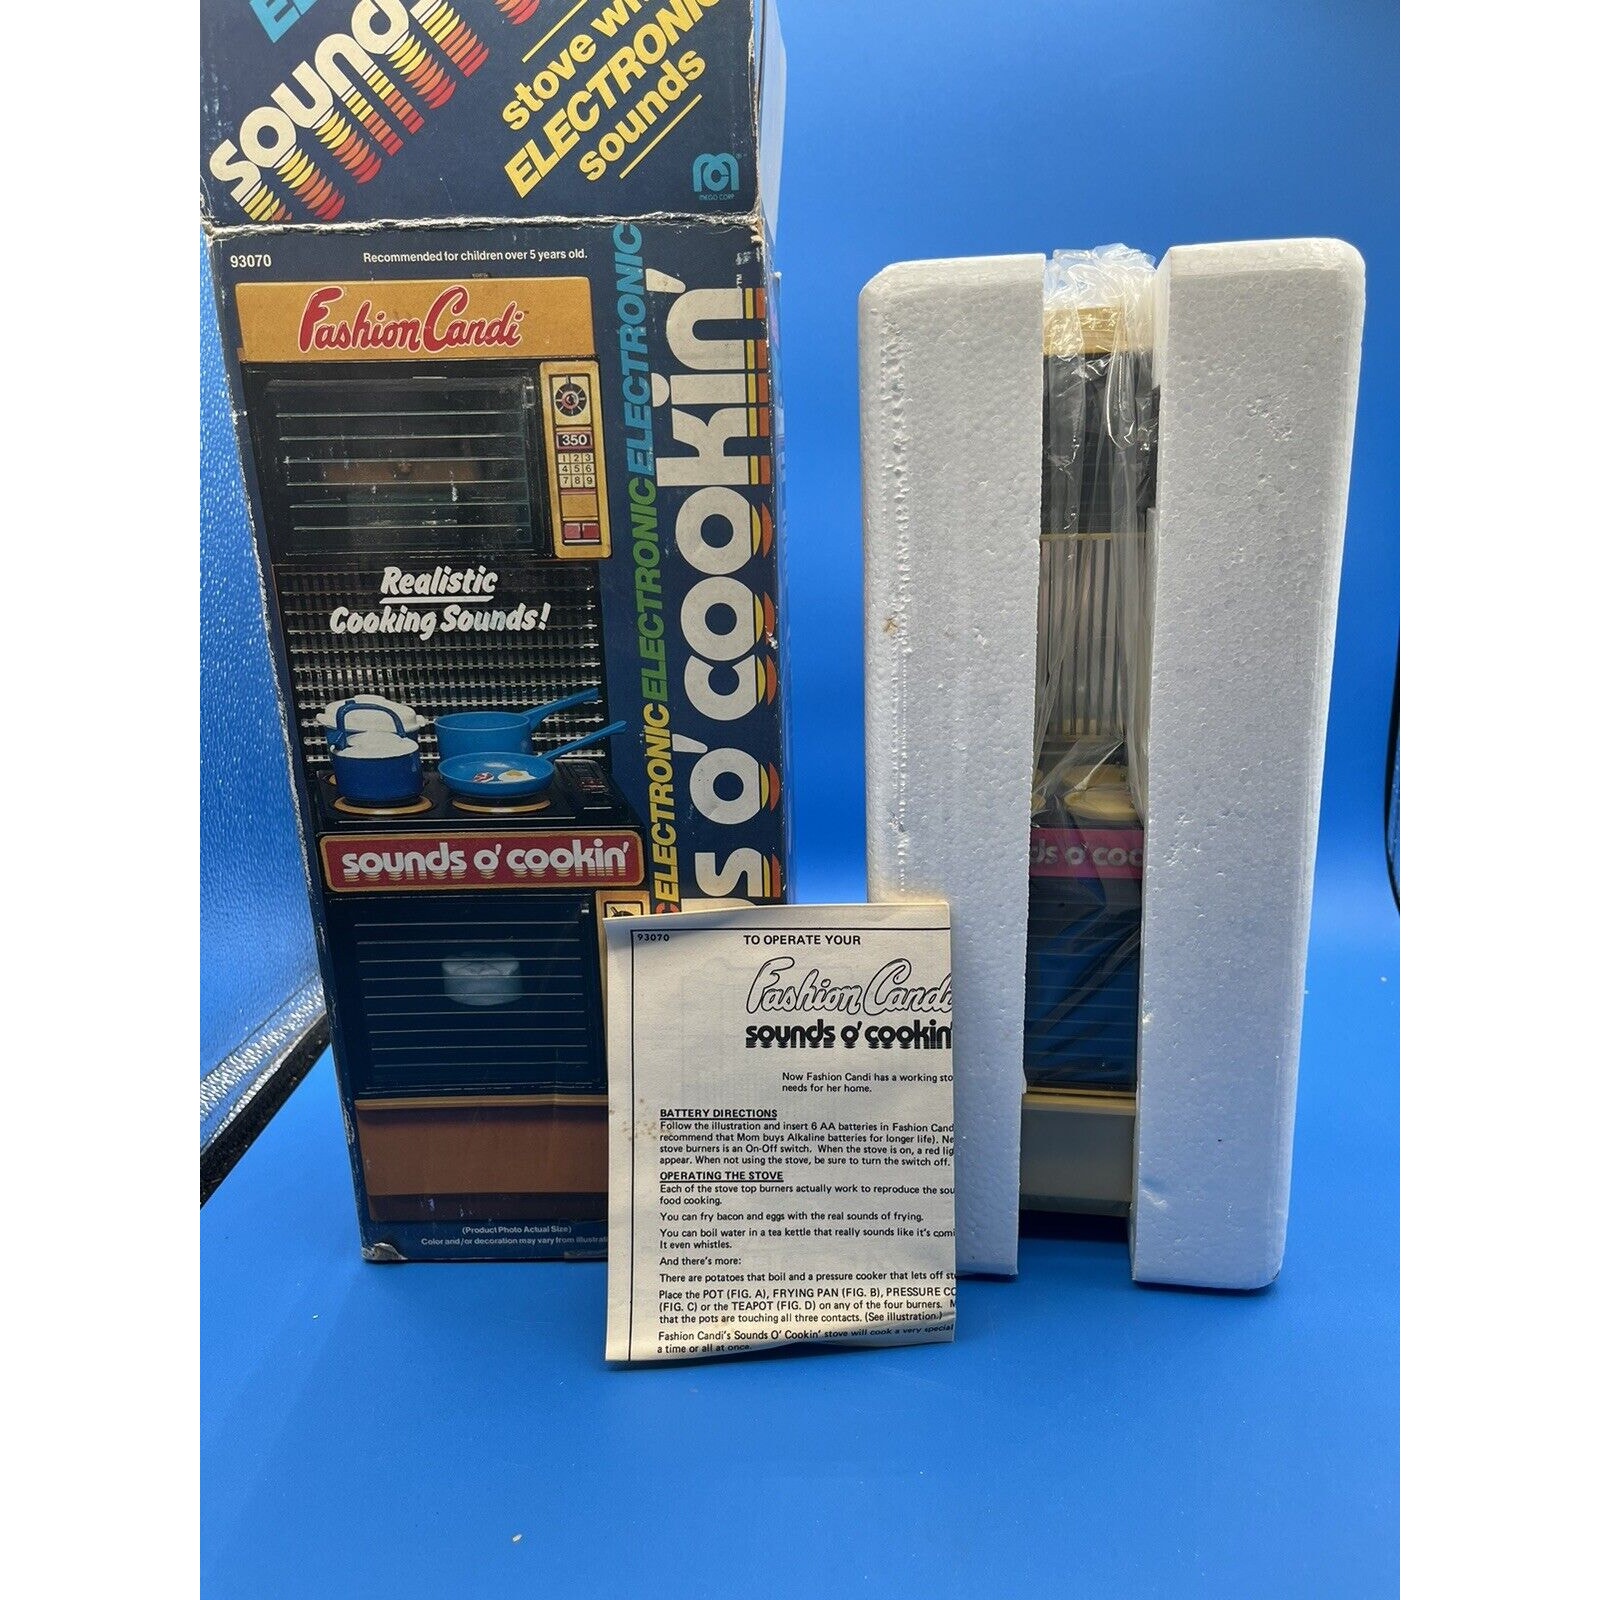 sounds
stove
ELECTRONIC
sounds
MEGO CORP
93070
Recommended for children over 5 years old.
Fashion Candi™
350
1 2 3
4 5 6
7 8 9
Realistic
Cooking Sounds!
sounds o' cookin'
ELECTRONIC ELECTRONIC ELECTRONIC ELECTRONIC
o' cookin'™
(Product Photo Actual Size)
Color and/or decoration may vary from
93070
TO OPERATE YOUR
Fashion Candi
sounds o' cookin'
Now Fashion Candi has a working
needs for her home.
BATTERY DIRECTIONS
Follow the illustration and insert 6 AA batteries in Fashion
recommend that Mom buys Alkaline batteries for longer life).
stove burners is an On-Off switch. When the stove is on, a red
appear. When not using the stove, be sure to turn the switch off.
OPERATING THE STOVE
Each of the stove top burners actually work to reproduce the
food cooking.
You can fry bacon and eggs with the real sounds of frying.
You can boil water in a tea kettle that really sounds like it's
It even whistles.
And there's more:
There are potatoes that boil and a pressure cooker that lets off
Place the POT (FIG. A), FRYING PAN (FIG. B), PRESSURE
(FIG. C) or the TEAPOT (FIG. D) on any of the four burners.
that the pots are touching all three contacts. (See illustration.)
Fashion Candi's Sounds O' Cookin' stove will cook a very special
a time or all at once.
ds o' coo